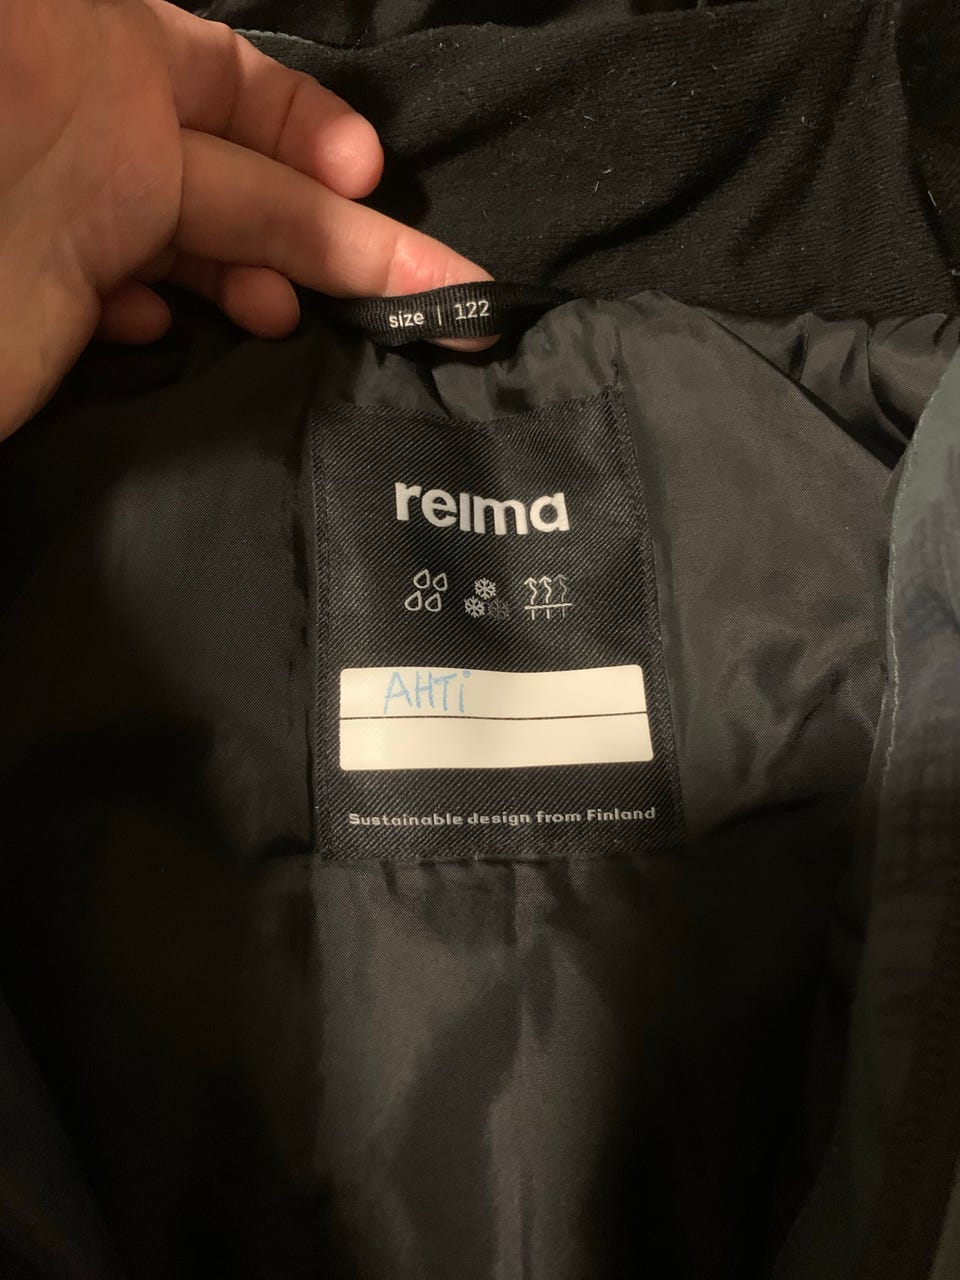 size | 122
reima
AHTi
Sustainable design from Finland